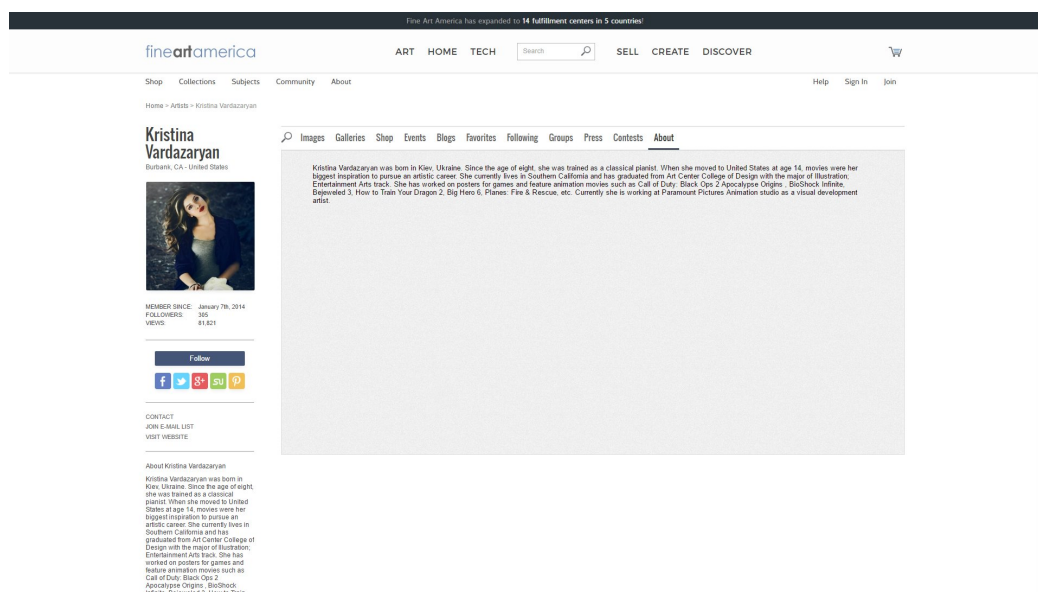 Fine Art America has expanded to 14 fulfillment centers in 5 countries!
fineartamerica
ART HOME TECH Search SELL CREATE DISCOVER
Shop Collections Subjects Community About Help Sign In Join
Home > Artists > Kristina Vardazaryan
Kristina
Vardazaryan
Burbank, CA - United States
Images Galleries Shop Events Blogs Favorites Following Groups Press Contests About
Kristina Vardazaryan was born in Kiev, Ukraine. Since the age of eight, she was trained as a classical pianist. When she moved to United States at age 14, movies were her
biggest inspiration to pursue an artistic career. She currently lives in Southern California and has graduated from Art Center College of Design with the major of Illustration;
Entertainment Arts track. She has worked on posters for games and feature animation movies such as Call of Duty: Black Ops 2 Apocalypse Origins , BioShock Infinite,
Bejeweled 3, How to Train Your Dragon 2, Big Hero 6, Planes: Fire & Rescue, etc. Currently she is working at Paramount Pictures Animation studio as a visual development
artist.
MEMBER SINCE: January 7th, 2014
FOLLOWERS: 305
VIEWS: 81,821
Follow
f g+ su p
CONTACT
JOIN E-MAIL LIST
VISIT WEBSITE
About Kristina Vardazaryan
Kristina Vardazaryan was born in
Kiev, Ukraine. Since the age of eight,
she was trained as a classical
pianist. When she moved to United
States at age 14, movies were her
biggest inspiration to pursue an
artistic career. She currently lives in
Southern California and has
graduated from Art Center College of
Design with the major of Illustration;
Entertainment Arts track. She has
worked on posters for games and
feature animation movies such as
Call of Duty: Black Ops 2
Apocalypse Origins , BioShock
Infinite, Bejeweled 3, How to Train